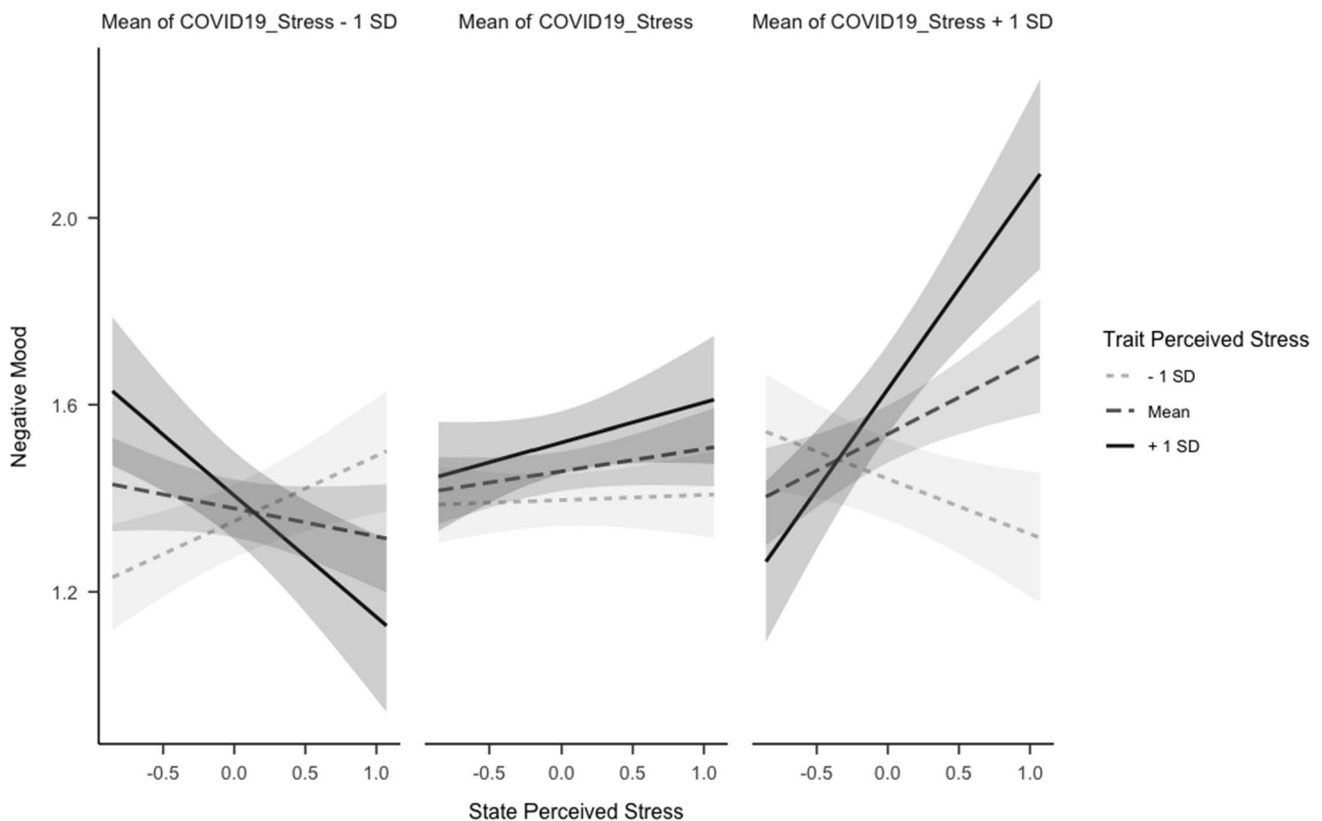 Mean of COVID19_Stress - 1 SD
Mean of COVID19_Stress
Mean of COVID19_Stress + 1 SD
Negative Mood
2.0
1.6
1.2
-0.5 0.0 0.5 1.0
-0.5 0.0 0.5 1.0
-0.5 0.0 0.5 1.0
State Perceived Stress
Trait Perceived Stress
- 1 SD
Mean
+ 1 SD